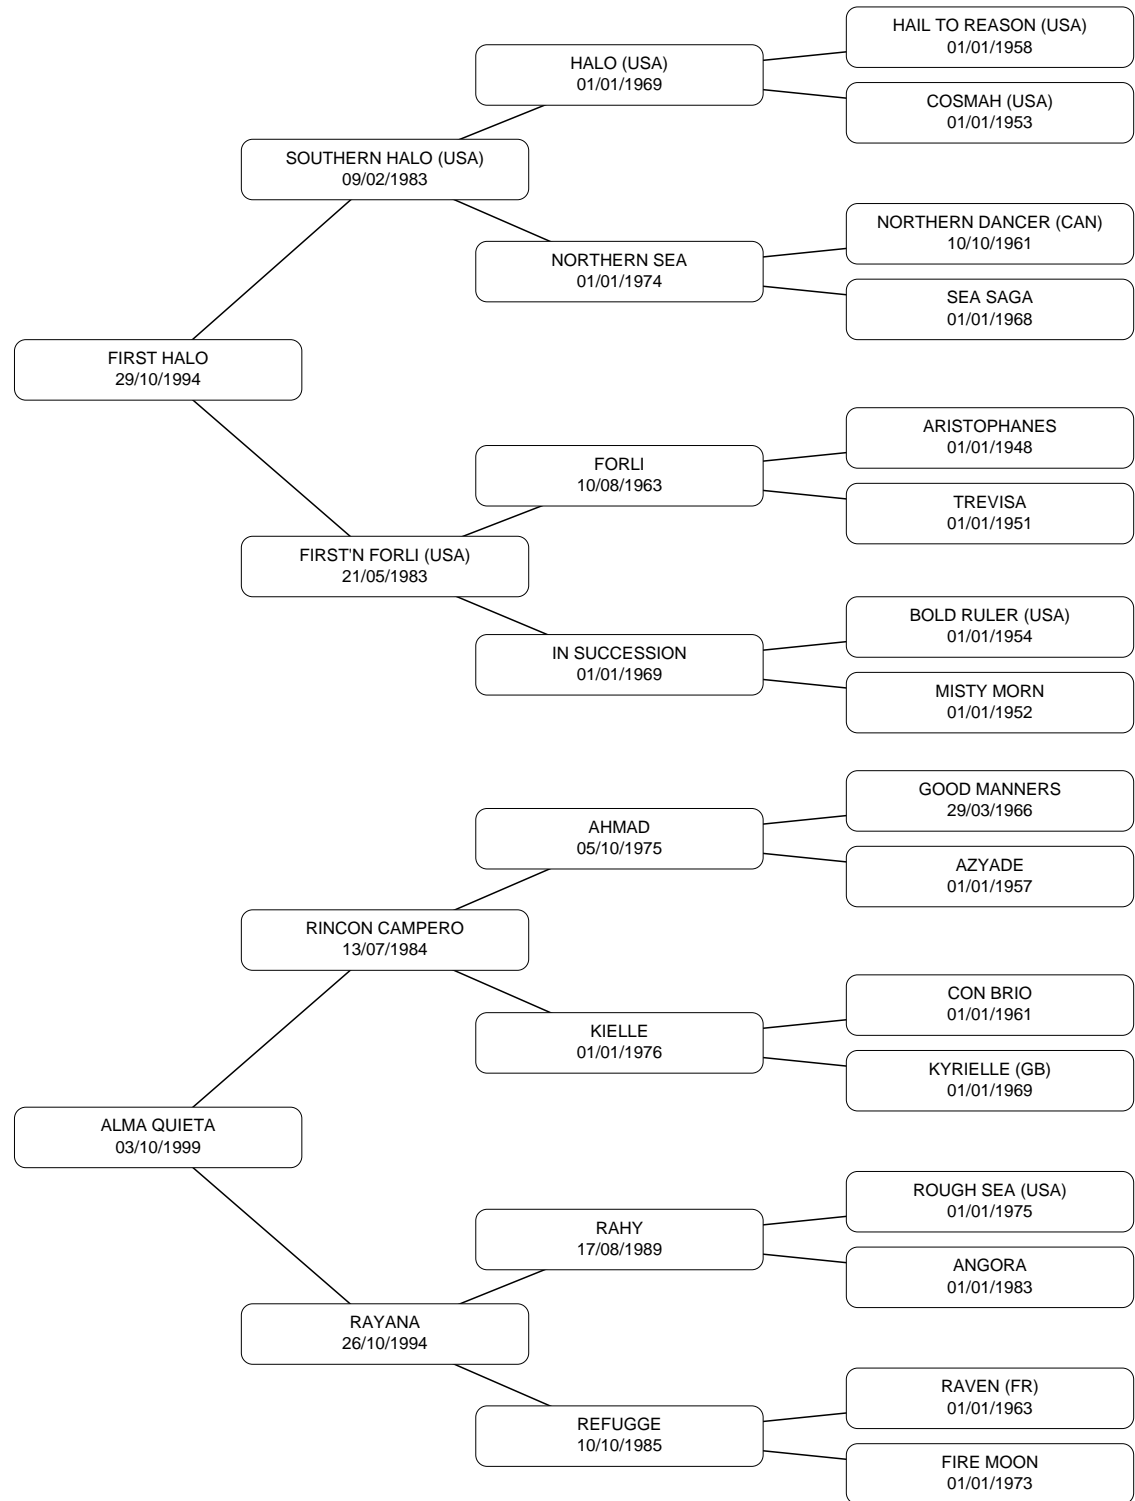 HAIL TO REASON (USA)
01/01/1958
HALO (USA)
01/01/1969
COSMAH (USA)
01/01/1953
SOUTHERN HALO (USA)
09/02/1983
NORTHERN DANCER (CAN)
10/10/1961
NORTHERN SEA
01/01/1974
SEA SAGA
01/01/1968
FIRST HALO
29/10/1994
ARISTOPHANES
01/01/1948
FORLI
10/08/1963
TREVISA
01/01/1951
FIRST'N FORLI (USA)
21/05/1983
BOLD RULER (USA)
01/01/1954
IN SUCCESSION
01/01/1969
MISTY MORN
01/01/1952
GOOD MANNERS
29/03/1966
AHMAD
05/10/1975
AZYADE
01/01/1957
RINCON CAMPERO
13/07/1984
CON BRIO
01/01/1961
KIELLE
01/01/1976
KYRIELLE (GB)
01/01/1969
ALMA QUIETA
03/10/1999
ROUGH SEA (USA)
01/01/1975
RAHY
17/08/1989
ANGORA
01/01/1983
RAYANA
26/10/1994
RAVEN (FR)
01/01/1963
REFUGGE
10/10/1985
FIRE MOON
01/01/1973